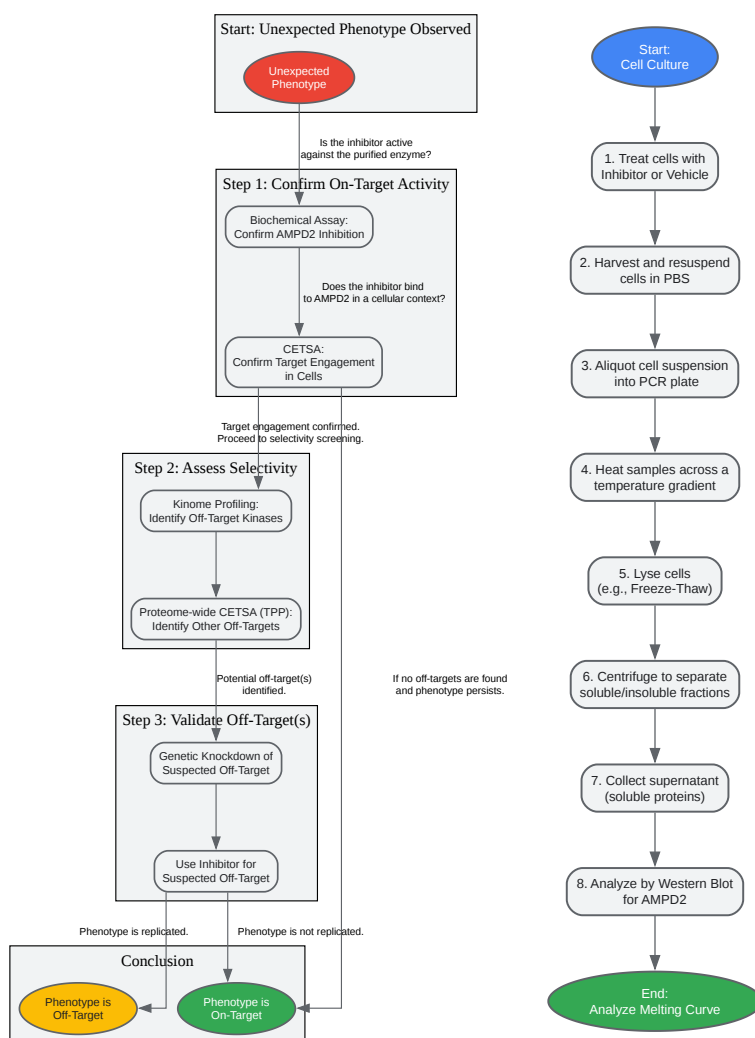 Start: Unexpected Phenotype Observed
Unexpected
Phenotype
Is the inhibitor active
against the purified enzyme?
Step 1: Confirm On-Target Activity
Biochemical Assay:
Confirm AMPD2 Inhibition
Does the inhibitor bind
to AMPD2 in a cellular context?
CETSA:
Confirm Target Engagement
in Cells
Target engagement confirmed.
Proceed to selectivity screening.
Step 2: Assess Selectivity
Kinome Profiling:
Identify Off-Target Kinases
Proteome-wide CETSA (TPP):
Identify Other Off-Targets
Potential off-target(s)
identified.
If no off-targets are found
and phenotype persists.
Step 3: Validate Off-Target(s)
Genetic Knockdown of
Suspected Off-Target
Use Inhibitor for
Suspected Off-Target
Phenotype is replicated.
Phenotype is not replicated.
Conclusion
Phenotype is
Off-Target
Phenotype is
On-Target
Start:
Cell Culture
1. Treat cells with
Inhibitor or Vehicle
2. Harvest and resuspend
cells in PBS
3. Aliquot cell suspension
into PCR plate
4. Heat samples across a
temperature gradient
5. Lyse cells
(e.g., Freeze-Thaw)
6. Centrifuge to separate
soluble/insoluble fractions
7. Collect supernatant
(soluble proteins)
8. Analyze by Western Blot
for AMPD2
End:
Analyze Melting Curve